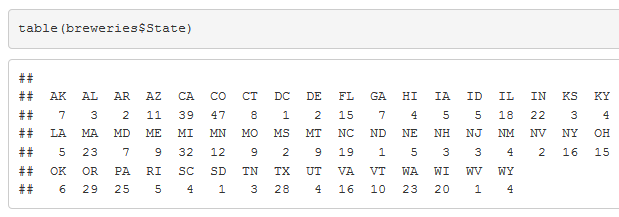 table(breweries$State)
##
## AK AL AR AZ CA CO CT DC DE FL GA HI IA ID IL IN KS KY
## 7 3 2 11 39 47 8 1 2 15 7 4 5 5 18 22 3 4
## LA MA MD ME MI MN MO MS MT NC ND NE NH NJ NM NV NY OH
## 5 23 7 9 32 12 9 2 9 19 1 5 3 3 4 2 16 15
## OK OR PA RI SC SD TN TX UT VA VT WA WI WV WY
## 6 29 25 5 4 1 3 28 4 16 10 23 20 1 4